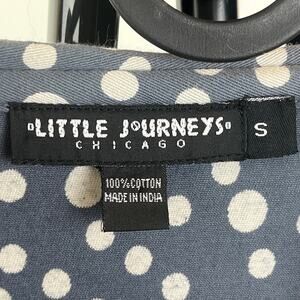 LITTLE JOURNEYS
CHICAGO
S
100% COTTON
MADE IN INDIA